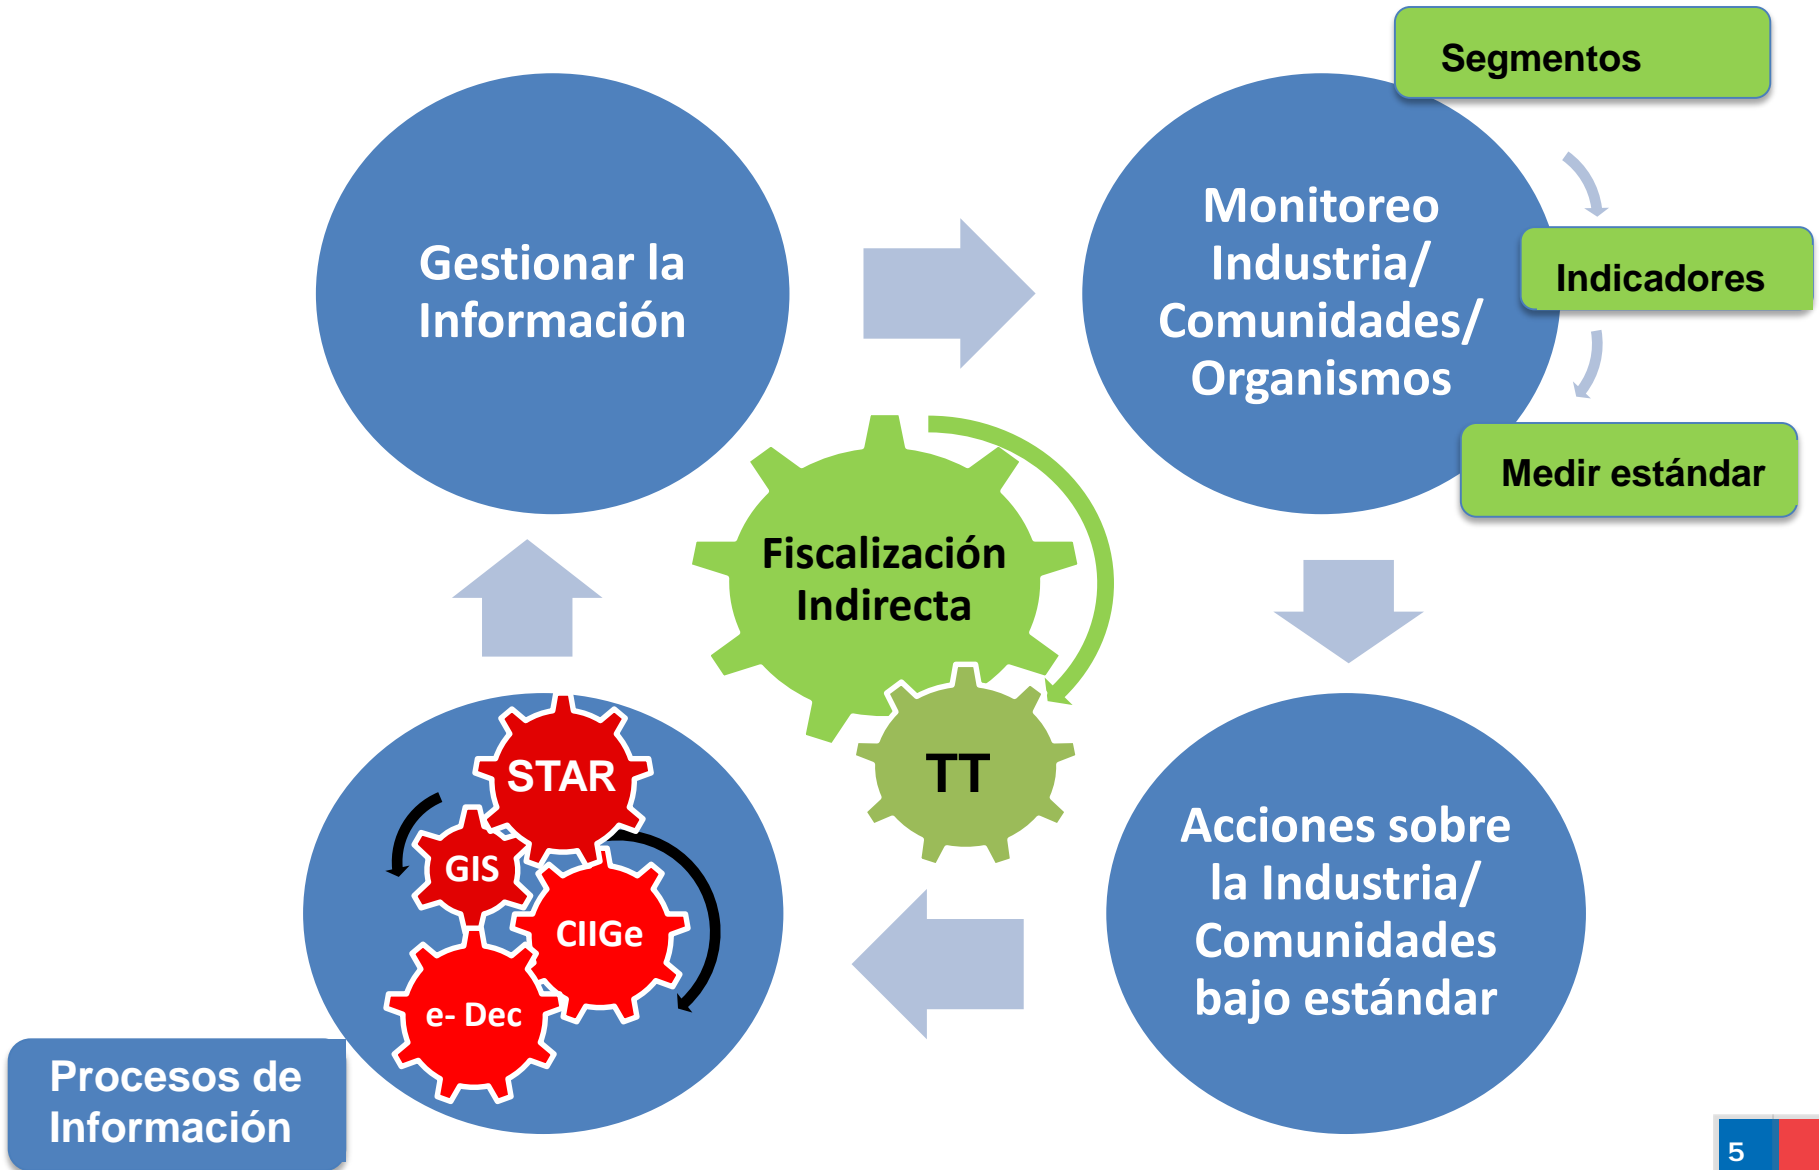 Segmentos
Gestionar la
Información
Monitoreo
Industria/
Comunidades/
Organismos
Indicadores
Medir estándar
Fiscalización
Indirecta
TT
STAR
GIS
CIIGe
e- Dec
Acciones sobre
la Industria/
Comunidades
bajo estándar
Procesos de
Información
5